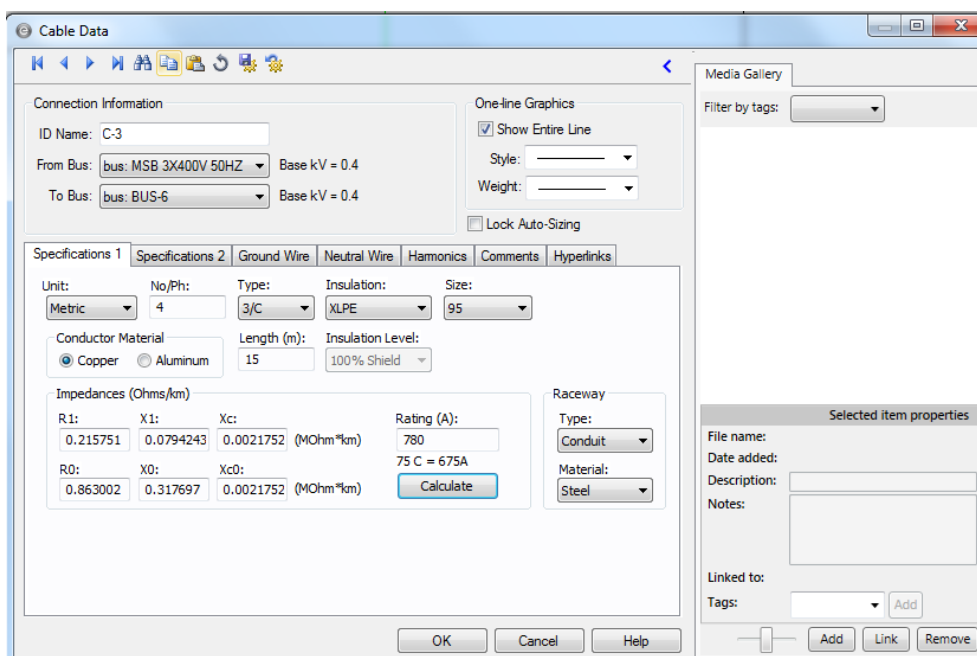 Cable Data
Connection Information
ID Name: C-3
From Bus: bus: MSB 3X400V 50HZ Base kV = 0.4
To Bus: bus: BUS-6 Base kV = 0.4
One-line Graphics
Show Entire Line
Style:
Weight:
Lock Auto-Sizing
Specifications 1 Specifications 2 Ground Wire Neutral Wire Harmonics Comments Hyperlinks
Unit: No/Ph: Type: Insulation: Size:
Metric 4 3/C XLPE 95
Conductor Material Length (m): Insulation Level:
Copper Aluminum 15 100% Shield
Impedances (Ohms/km)
R1: X1: Xc: Rating (A):
0.215751 0.0794243 0.0021752 (MOhm*km) 780
75 C = 675A
R0: X0: Xc0:
0.863002 0.317697 0.0021752 (MOhm*km) Calculate
Raceway
Type:
Conduit
Material:
Steel
OK Cancel Help
Media Gallery
Filter by tags:
Selected item properties
File name:
Date added:
Description:
Notes:
Linked to:
Tags: Add
Add Link Remove